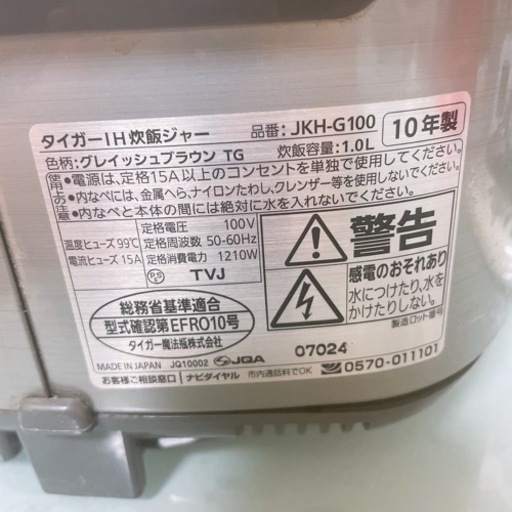 タイガーIH炊飯ジャー 品番: JKH-G100 10年製
色柄:グレイッシュブラウン TG 炊飯容量:1.0L
使用上のご注意
●電源は、定格15A以上のコンセントを単独で使用してください。
●内なべには、金属へら、ナイロンたわし、クレンザー等を使用しないでください。
●内なべと本体の間には絶対に水を入れないでください。
定格電圧 100V
温度ヒューズ 99℃ 定格周波数 50-60Hz
電流ヒューズ 15A 定格消費電力 1210W
PS E TVJ
警告
感電のおそれあり
水につけたり、水を
かけたりしない。
総務省基準適合
型式確認第EFRO10号
タイガー魔法瓶株式会社
製造ロット番号
07024
MADE IN JAPAN JQ10002 JQA
お客様ご相談窓口 ナビダイヤル 市内通話料でOK 0570-011101